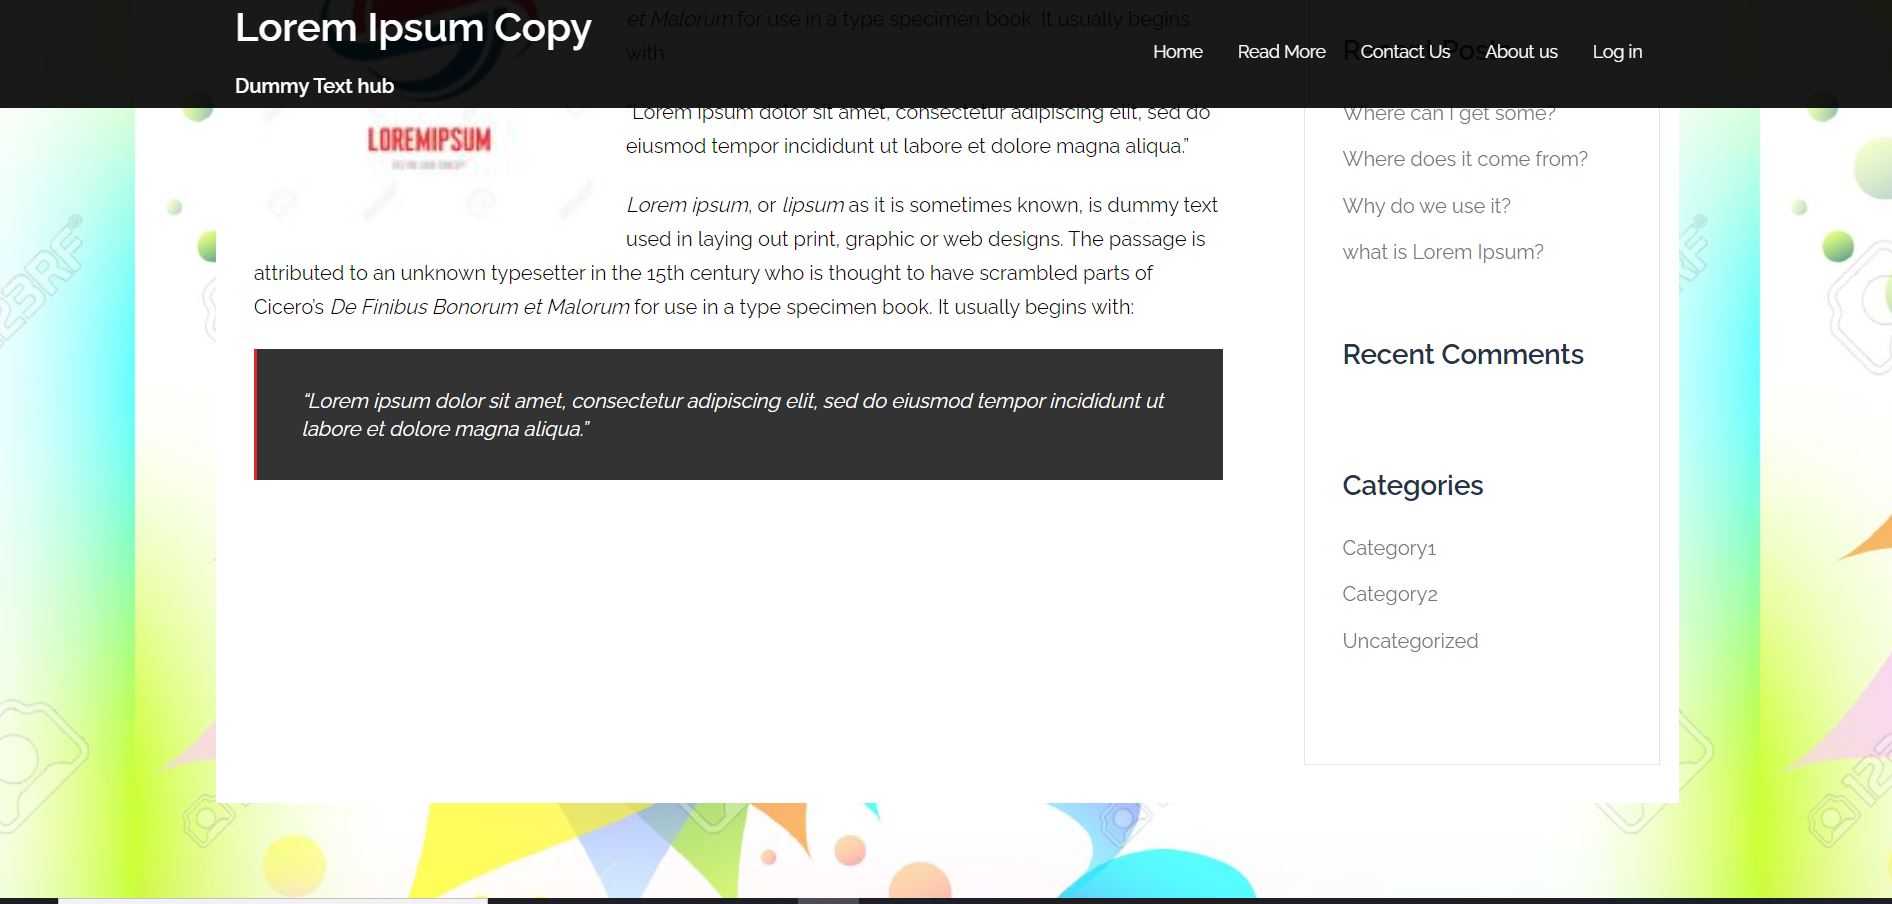 Lorem Ipsum Copy
Dummy Text hub
Home Read More Contact Us About us Log in
et Malorum for use in a type specimen book. It usually begins
with:
“Lorem ipsum dolor sit amet, consectetur adipiscing elit, sed do
eiusmod tempor incididunt ut labore et dolore magna aliqua.”
LOREMIPSUM
Lorem ipsum, or lipsum as it is sometimes known, is dummy text
used in laying out print, graphic or web designs. The passage is
attributed to an unknown typesetter in the 15th century who is thought to have scrambled parts of
Cicero’s De Finibus Bonorum et Malorum for use in a type specimen book. It usually begins with:
“Lorem ipsum dolor sit amet, consectetur adipiscing elit, sed do eiusmod tempor incididunt ut
labore et dolore magna aliqua.”
Recent Posts
Where can I get some?
Where does it come from?
Why do we use it?
what is Lorem Ipsum?
Recent Comments
Categories
Category1
Category2
Uncategorized
123RF